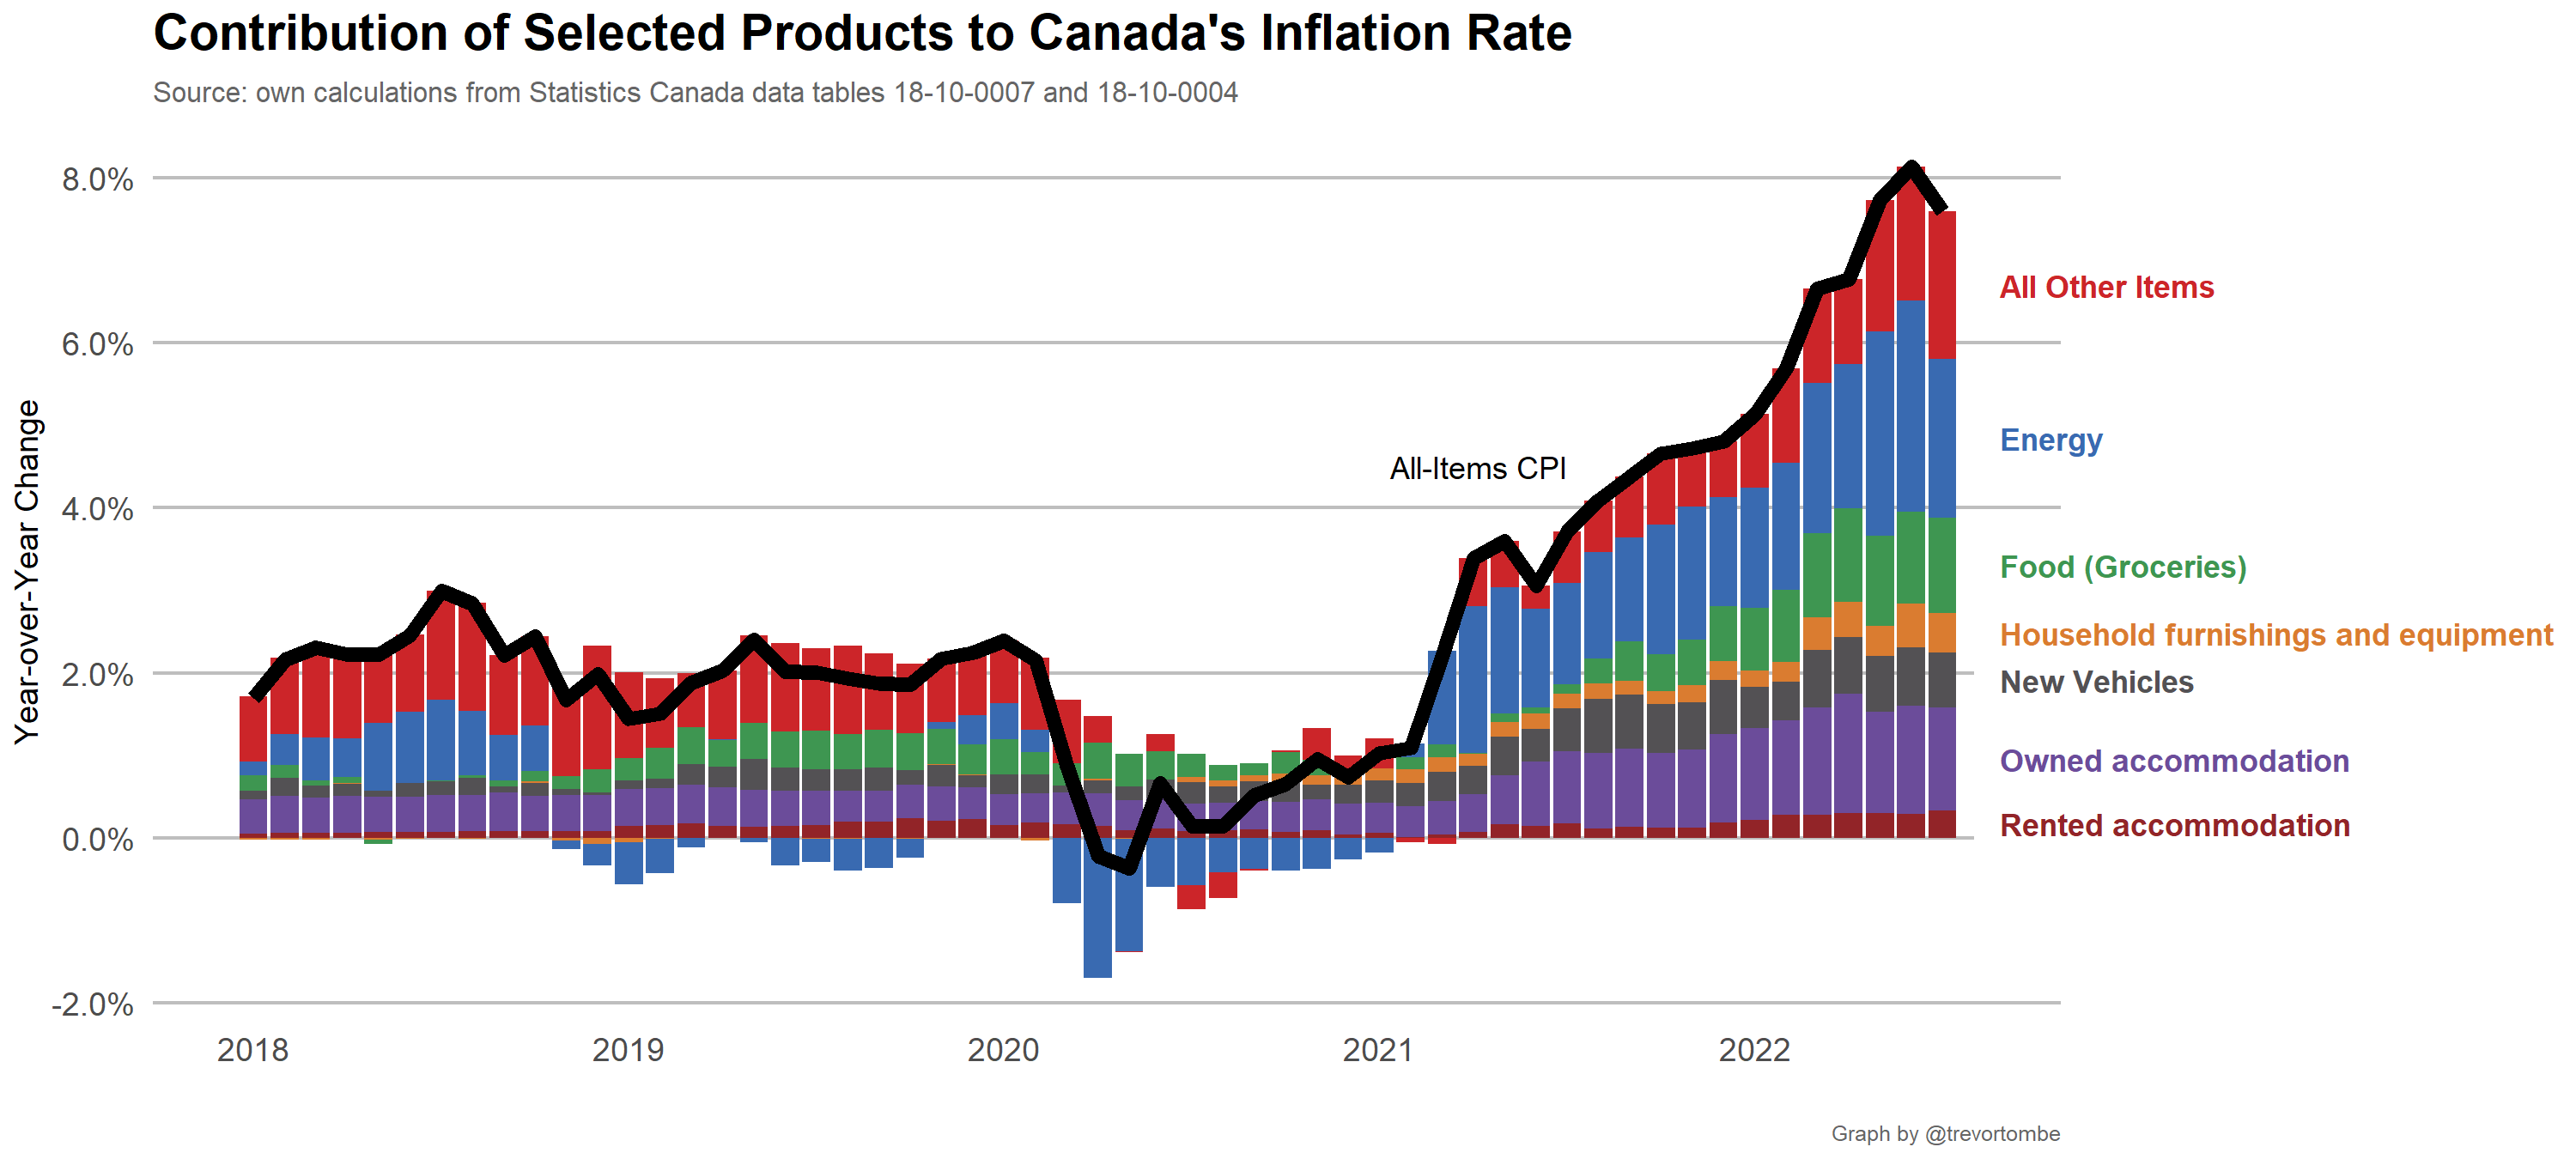 Contribution of Selected Products to Canada's Inflation Rate
Source: own calculations from Statistics Canada data tables 18-10-0007 and 18-10-0004
Year-over-Year Change
8.0%
6.0%
4.0%
2.0%
0.0%
-2.0%
All-Items CPI
All Other Items
Energy
Food (Groceries)
Household furnishings and equipment
New Vehicles
Owned accommodation
Rented accommodation
2018
2019
2020
2021
2022
Graph by @trevortombe